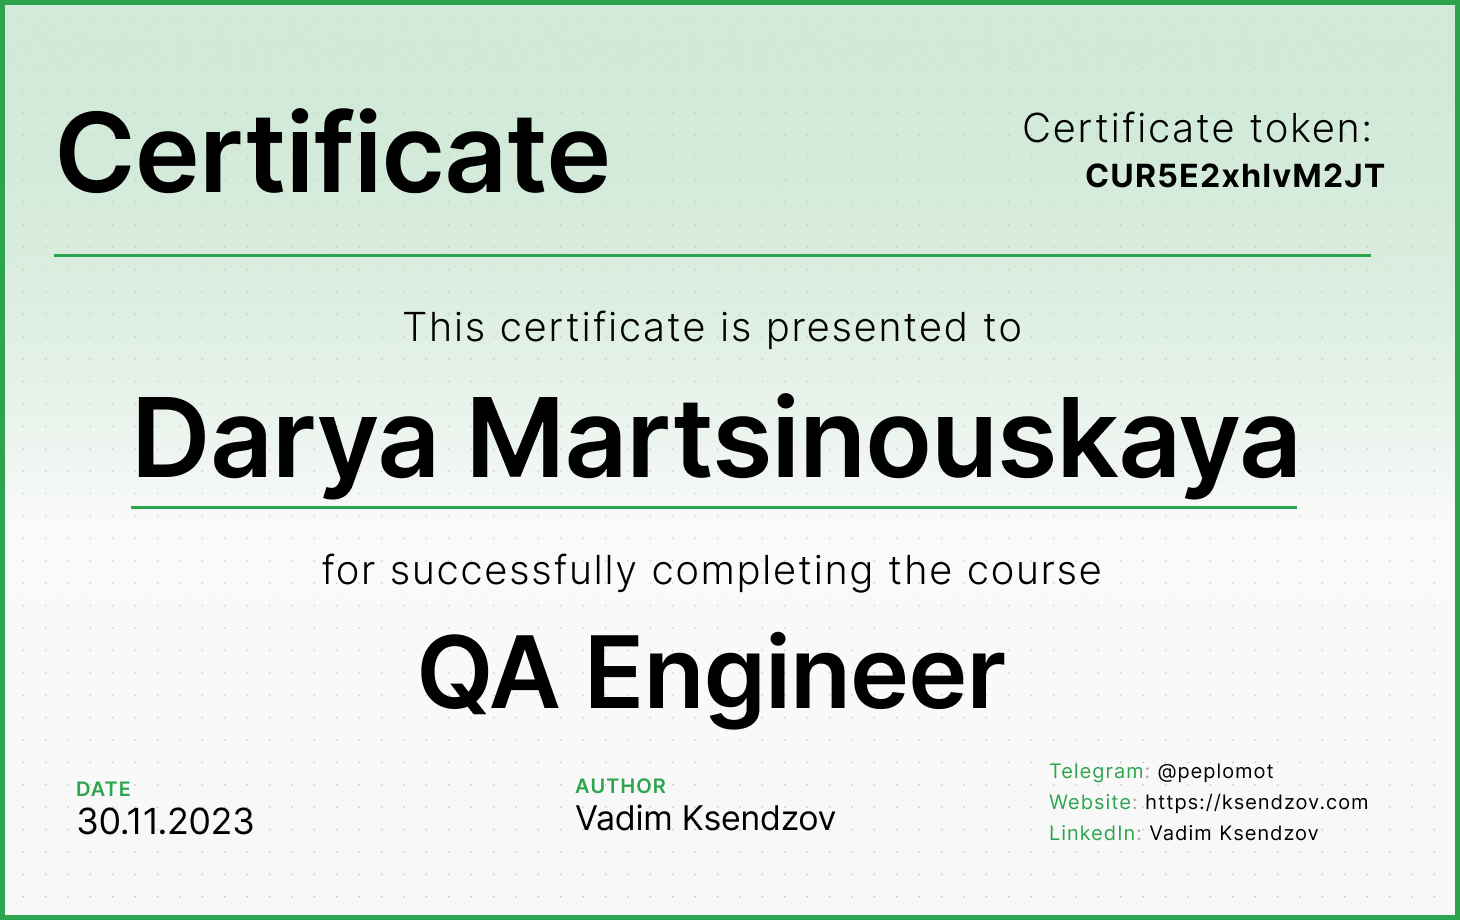 Certificate
Certificate token:
CUR5E2xhIvM2JT
This certificate is presented to
Darya Martsinouskaya
for successfully completing the course
QA Engineer
DATE
30.11.2023
AUTHOR
Vadim Ksendzov
Telegram: @peplomot
Website: https://ksendzov.com
LinkedIn: Vadim Ksendzov